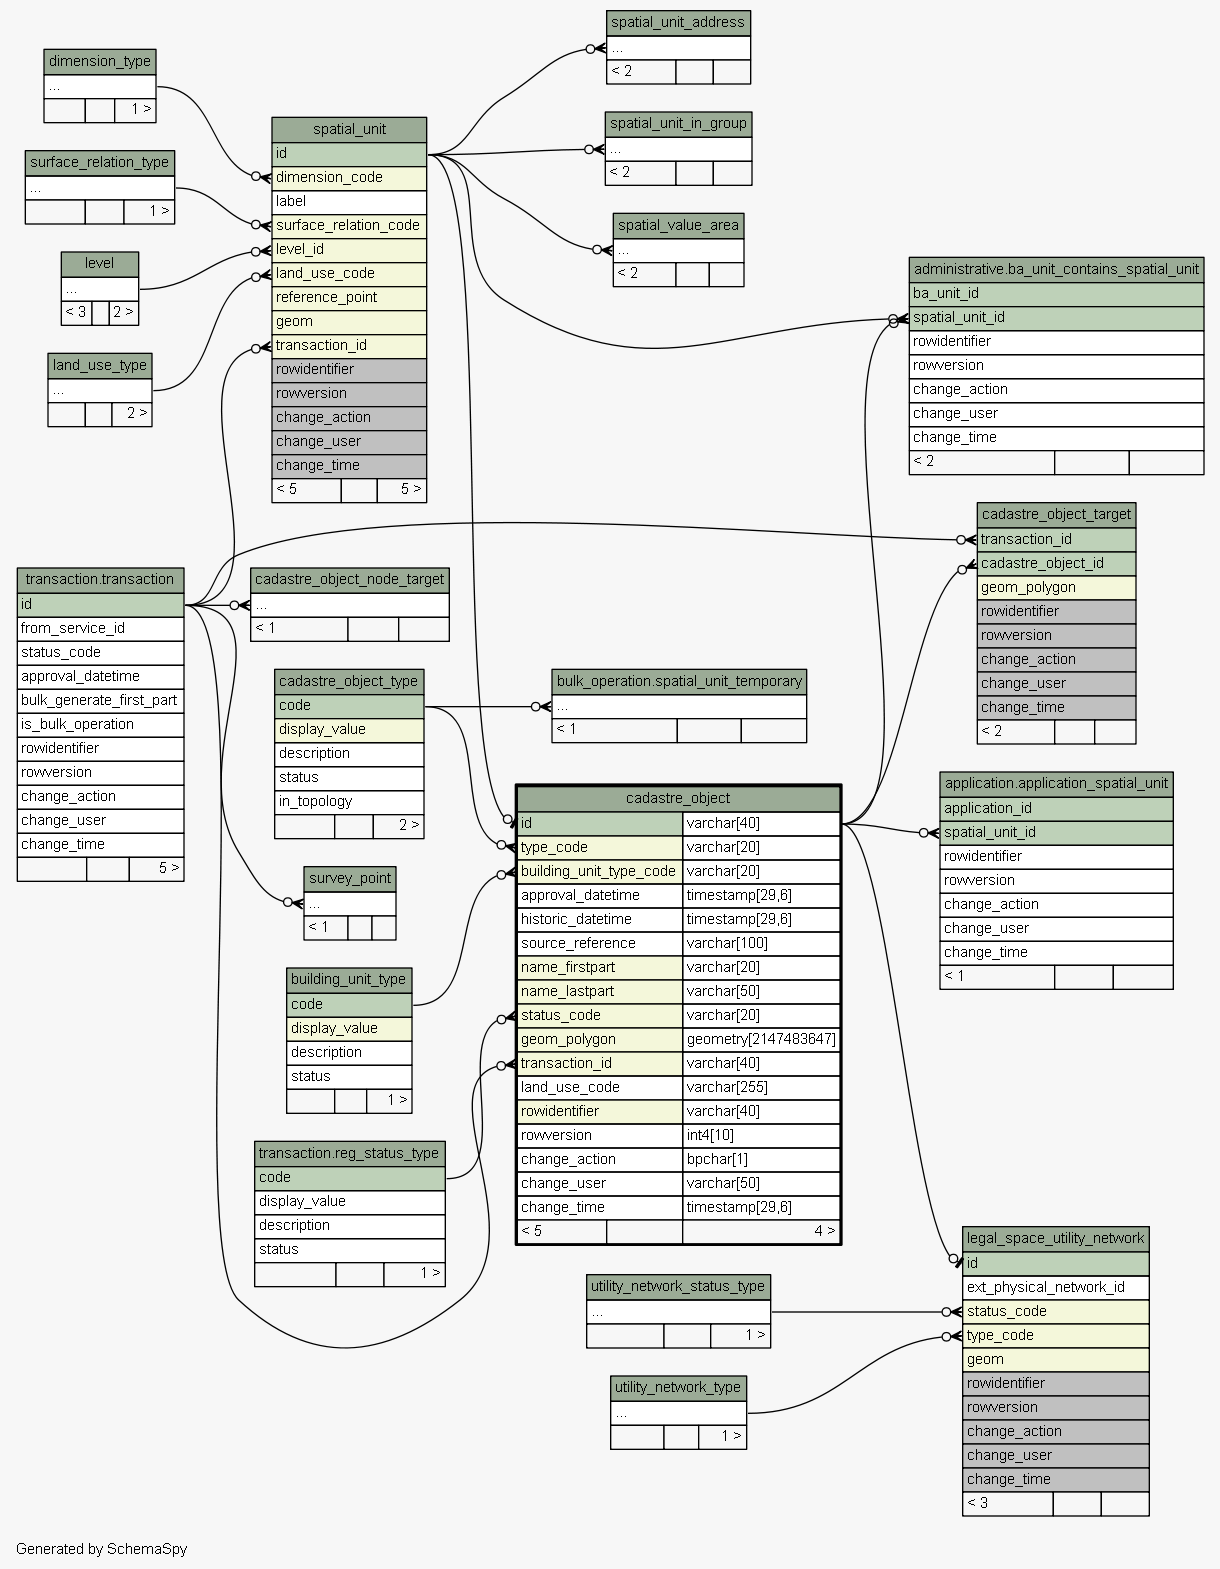 dimension_type
...
1 >
surface_relation_type
...
1 >
level
...
< 3 2 >
land_use_type
...
2 >
spatial_unit
id
dimension_code
label
surface_relation_code
level_id
land_use_code
reference_point
geom
transaction_id
rowidentifier
rowversion
change_action
change_user
change_time
< 5 5 >
spatial_unit_address
...
< 2
spatial_unit_in_group
...
< 2
spatial_value_area
...
< 2
administrative.ba_unit_contains_spatial_unit
ba_unit_id
spatial_unit_id
rowidentifier
rowversion
change_action
change_user
change_time
< 2
cadastre_object_target
transaction_id
cadastre_object_id
geom_polygon
rowidentifier
rowversion
change_action
change_user
change_time
< 2
transaction.transaction
id
from_service_id
status_code
approval_datetime
bulk_generate_first_part
is_bulk_operation
rowidentifier
rowversion
change_action
change_user
change_time
5 >
cadastre_object_node_target
...
< 1
cadastre_object_type
code
display_value
description
status
in_topology
2 >
bulk_operation.spatial_unit_temporary
...
< 1
survey_point
...
< 1
building_unit_type
code
display_value
description
status
1 >
transaction.reg_status_type
code
display_value
description
status
1 >
cadastre_object
id varchar[40]
type_code varchar[20]
building_unit_type_code varchar[20]
approval_datetime timestamp[29,6]
historic_datetime timestamp[29,6]
source_reference varchar[100]
name_firstpart varchar[20]
name_lastpart varchar[50]
status_code varchar[20]
geom_polygon geometry[2147483647]
transaction_id varchar[40]
land_use_code varchar[255]
rowidentifier varchar[40]
rowversion int4[10]
change_action bpchar[1]
change_user varchar[50]
change_time timestamp[29,6]
< 5 4 >
application.application_spatial_unit
application_id
spatial_unit_id
rowidentifier
rowversion
change_action
change_user
change_time
< 1
utility_network_status_type
...
1 >
utility_network_type
...
1 >
legal_space_utility_network
id
ext_physical_network_id
status_code
type_code
geom
rowidentifier
rowversion
change_action
change_user
change_time
< 3
Generated by SchemaSpy